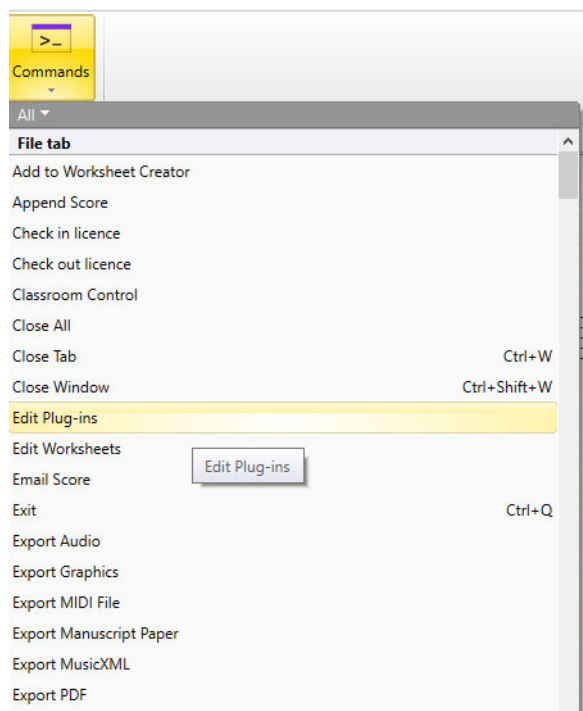 >_
Commands
All
File tab
Add to Worksheet Creator
Append Score
Check in licence
Check out licence
Classroom Control
Close All
Close Tab Ctrl+W
Close Window Ctrl+Shift+W
Edit Plug-ins
Edit Worksheets
Edit Plug-ins
Email Score
Exit Ctrl+Q
Export Audio
Export Graphics
Export MIDI File
Export Manuscript Paper
Export MusicXML
Export PDF